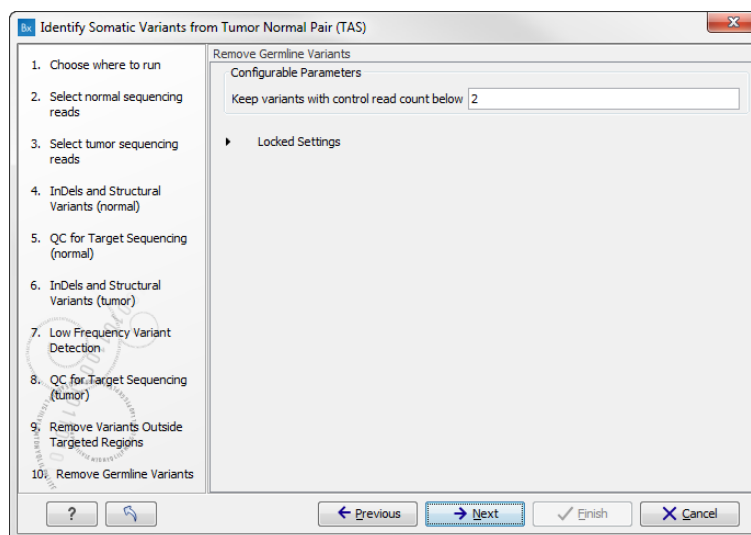 Bx Identify Somatic Variants from Tumor Normal Pair (TAS)
1. Choose where to run
2. Select normal sequencing
reads
3. Select tumor sequencing
reads
4. InDels and Structural
Variants (normal)
5. QC for Target Sequencing
(normal)
6. InDels and Structural
Variants (tumor)
7. Low Frequency Variant
Detection
8. QC for Target Sequencing
(tumor)
9. Remove Variants Outside
Targeted Regions
10. Remove Germline Variants
Remove Germline Variants
Configurable Parameters
Keep variants with control read count below 2
Locked Settings
? Previous Next Finish Cancel